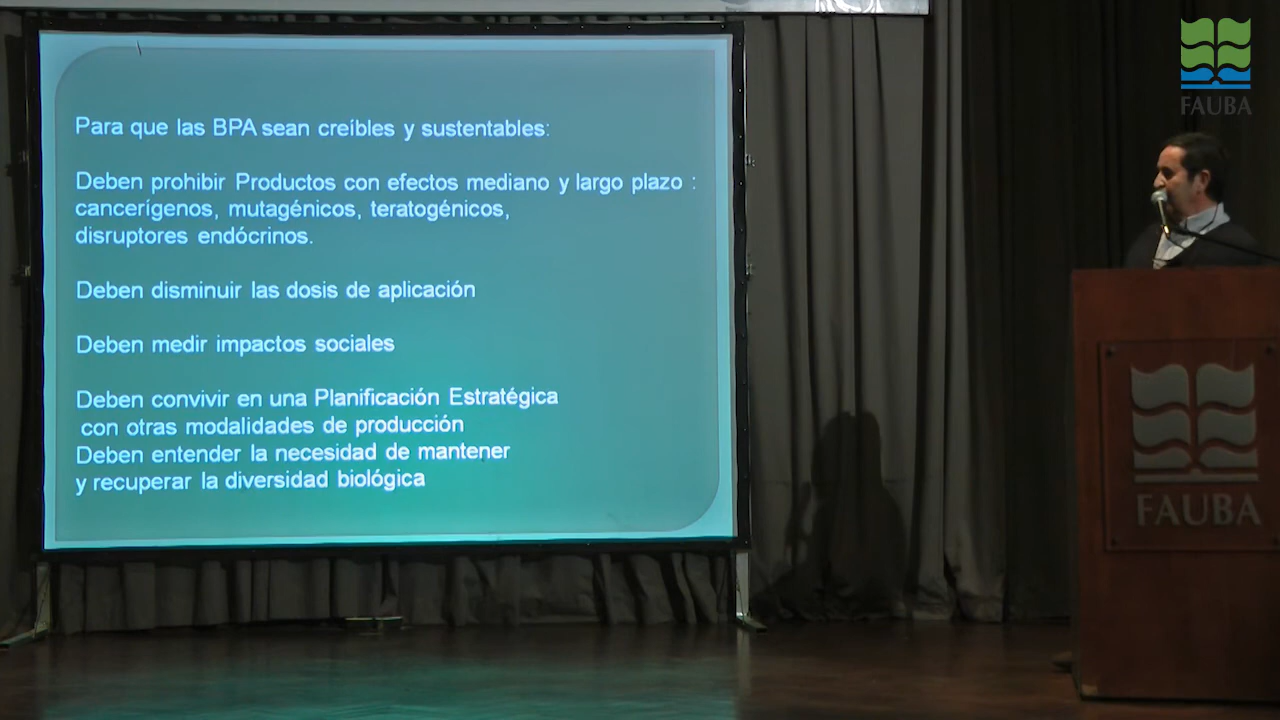 Para que las BPA sean creíbles y sustentables:
Deben prohibir Productos con efectos mediano y largo plazo :
cancerígenos, mutagénicos, teratogénicos,
disruptores endócrinos.
Deben disminuir las dosis de aplicación
Deben medir impactos sociales
Deben convivir en una Planificación Estratégica
con otras modalidades de producción
Deben entender la necesidad de mantener
y recuperar la diversidad biológica
FAUBA
FAUBA